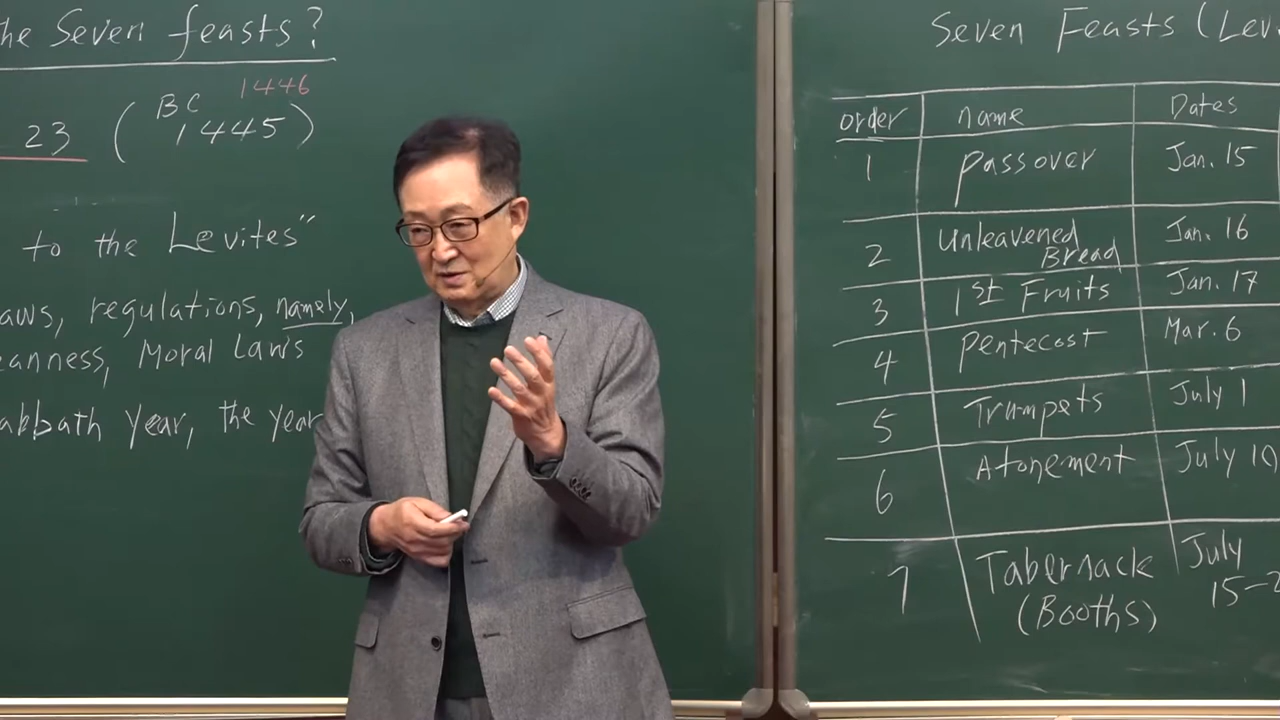 the Seven feasts?
BC 1446
23 ( 1445 )
to the Levites"
aws, regulations, namely,
eanness, Moral Laws
abbath Year, the year
Seven Feasts (Lev
order name Dates
1 passover Jan. 15
2 Unleavened Bread Jan. 16
3 1st Fruits Jan. 17
4 Pentecost Mar. 6
5 Trumpets July 1
6 Atonement July 10
7 Tabernack July
(Booths) 15-2